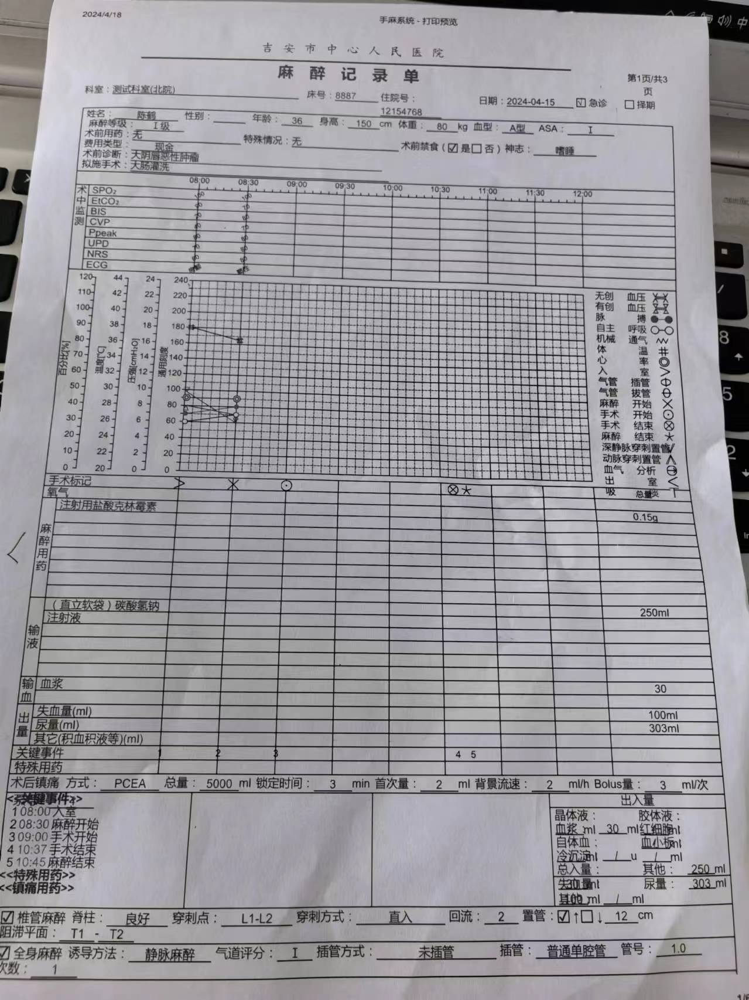 2024/4/18
手麻系统 - 打印预览
吉安市中心人民医院
麻醉记录单
第1页/共3页
科室：测试科室(北院) 床号：8887 住院号：12154768 日期：2024-04-15 ☑ 急诊 □ 择期
姓名：陈鹤 性别： 年龄：36 身高：150 cm 体重：80 kg 血型：A型 ASA：I
麻醉等级：I 级
术前用药：无 特殊情况：无 术前禁食（☑是□否）神志：嗜睡
费用类型：现金
术前诊断：大阴唇恶性肿瘤
拟施手术：大肠灌洗
08:00 08:30 09:00 09:30 10:00 10:30 11:00 11:30 12:00
术中监测
SPO₂
EtCO₂
BIS
CVP
Ppeak
UPD
NRS
ECG
百分比[%] 120 110 100 90 80 70 60 50 40 30 20 10 0
温度[°C] 44 42 40 38 36 34 32 30 28 26 24 22 20
压强[cmH₂O] 24 22 20 18 16 14 12 10 8 6 4 2 0
通用刻度 240 220 200 180 160 140 120 100 80 60 40 20 0
无创 血压
有创 血压
脉 搏
自主 呼吸
机械 通气
体 温
心 率
入 室
气管 插管
气管 拔管
麻醉 开始
手术 开始
手术 结束
麻醉 结束
深静脉穿刺置管
动脉穿刺置管
血气 分析
出 室
吸 痰
手术标记
氧气 总量
麻醉用药
注射用盐酸克林霉素 0.15g
输液
（直立软袋）碳酸氢钠注射液 250ml
输血
血浆 30
出量
失血量(ml) 100ml
尿量(ml) 303ml
其它(积血积液等)(ml)
关键事件 1 2 3 4 5
特殊用药
术后镇痛 方式：PCEA 总量：5000 ml 锁定时间：3 min 首次量：2 ml 背景流速：2 ml/h Bolus量：3 ml/次
<<关键事件>>
1 08:00 入室
2 08:30 麻醉开始
3 09:00 手术开始
4 10:37 手术结束
5 10:45 麻醉结束
<<特殊用药>>
<<镇痛用药>>
出入量
晶体液： 胶体液：
血浆 ml 30 ml 红细胞 ml
自体血： 血小板 ml
冷沉淀 / u / ml
总入量： 其他：250 ml
失血量 ml 尿量：303 ml
其他 ml / ml
☑ 椎管麻醉 脊柱：良好 穿刺点：L1-L2 穿刺方式：直入 回流：2 置管：☑↑□↓ 12 cm
阻滞平面：T1 - T2
☑ 全身麻醉 诱导方法：静脉麻醉 气道评分：I 插管方式：未插管 插管：普通单腔管 管号：1.0
次数：1